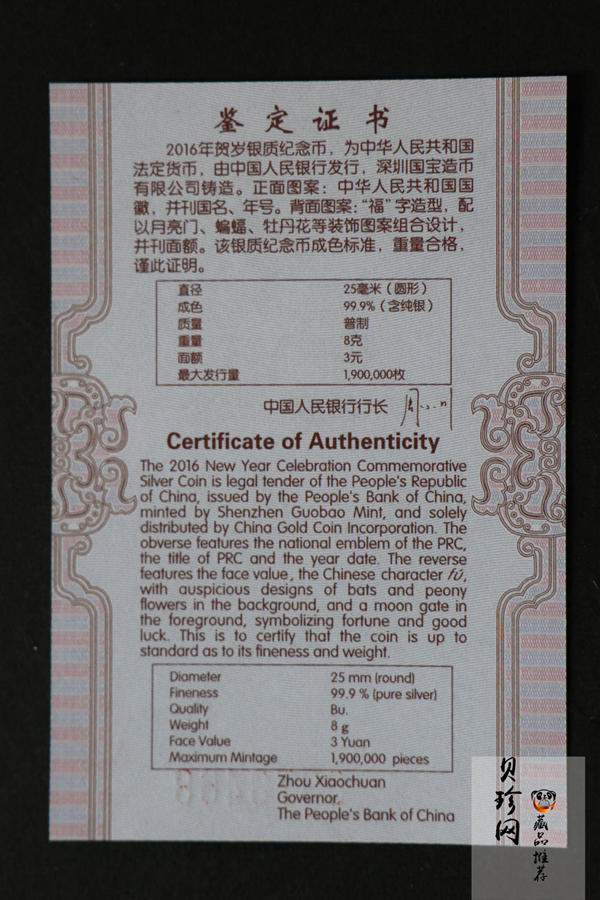 鉴定证书
2016年贺岁银质纪念币，为中华人民共和国
法定货币，由中国人民银行发行，深圳国宝造币
有限公司铸造。正面图案：中华人民共和国国
徽，并刊国名、年号。背面图案：“福”字造型，配
以月亮门、蝙蝠、牡丹花等装饰图案组合设计，
并刊面额。该银质纪念币成色标准，重量合格，
谨此证明。
直径 25毫米（圆形）
成色 99.9%（含纯银）
质量 普制
重量 8克
面额 3元
最大发行量 1,900,000枚
中国人民银行行长 周小川
Certificate of Authenticity
The 2016 New Year Celebration Commemorative
Silver Coin is legal tender of the People's Republic
of China, issued by the People's Bank of China,
minted by Shenzhen Guobao Mint, and solely
distributed by China Gold Coin Incorporation. The
obverse features the national emblem of the PRC,
the title of PRC and the year date. The reverse
features the face value, the Chinese character fú,
with auspicious designs of bats and peony
flowers in the background, and a moon gate in
the foreground, symbolizing fortune and good
luck. This is to certify that the coin is up to
standard as to its fineness and weight.
Diameter 25 mm (round)
Fineness 99.9 % (pure silver)
Quality Bu.
Weight 8 g
Face Value 3 Yuan
Maximum Mintage 1,900,000 pieces
Zhou Xiaochuan
Governor,
The People's Bank of China
贝珍网
藏品推荐